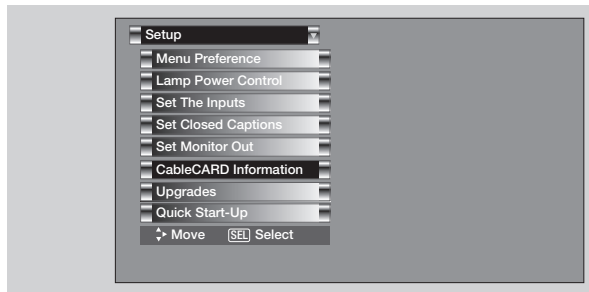 Setup
Menu Preference
Lamp Power Control
Set The Inputs
Set Closed Captions
Set Monitor Out
CableCARD Information
Upgrades
Quick Start-Up
Move SEL Select